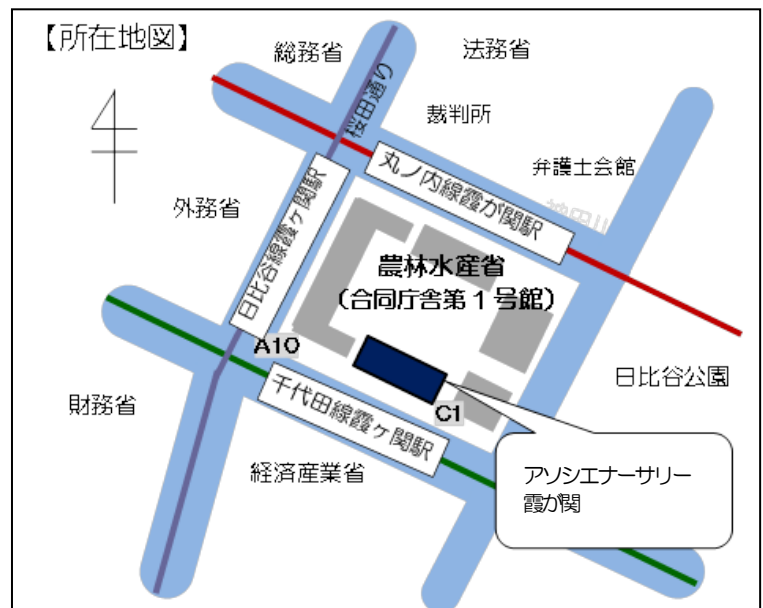 【所在地図】
総務省
法務省
桜田通り
裁判所
丸ノ内線霞が関駅
弁護士会館
外務省
日比谷線霞ヶ関駅
農林水産省
(合同庁舎第1号館)
A10
日比谷公園
財務省
千代田線霞ヶ関駅
C1
経済産業省
アソシエナーサリー
霞が関